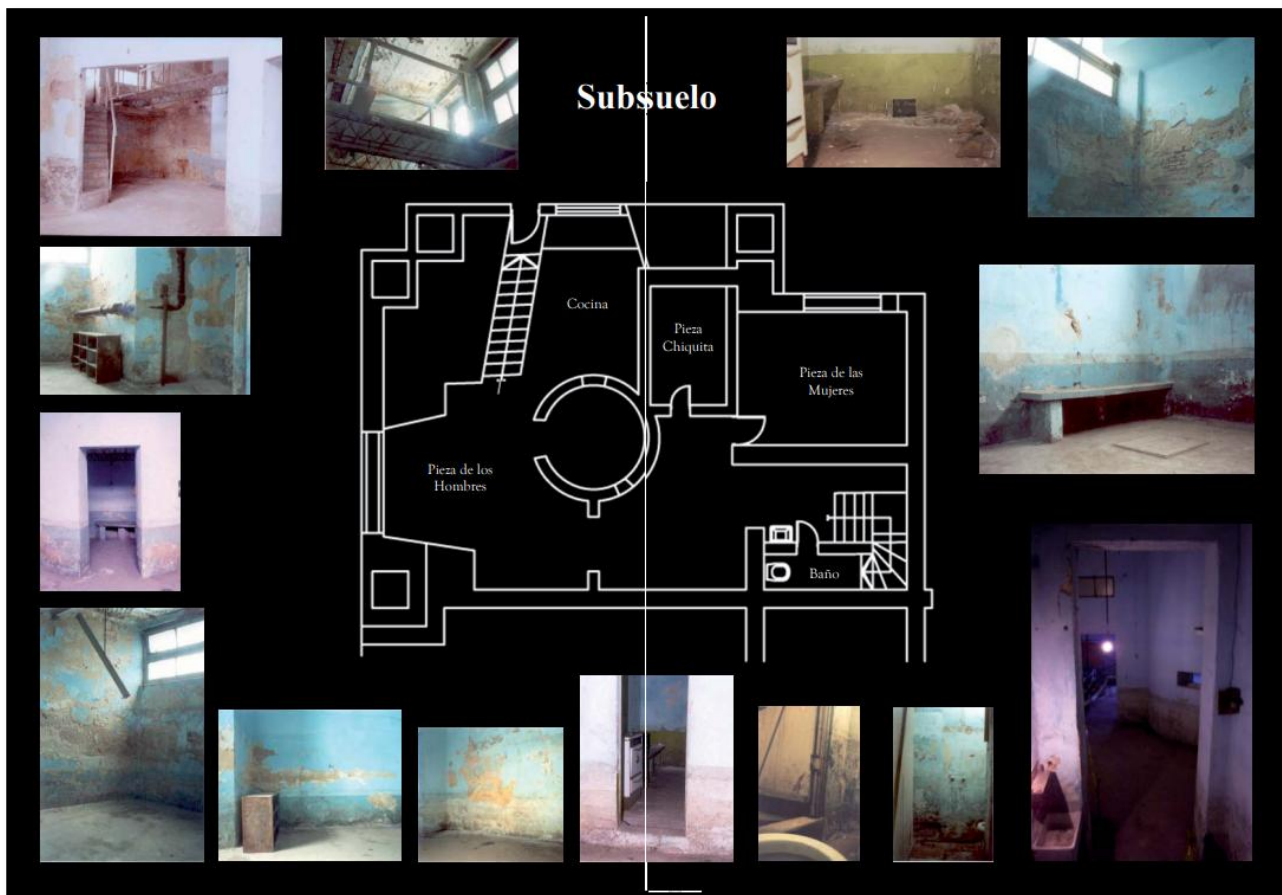 Subsuelo
Cocina
Pieza
Chiquita
Pieza de las
Mujeres
Pieza de los
Hombres
Baño